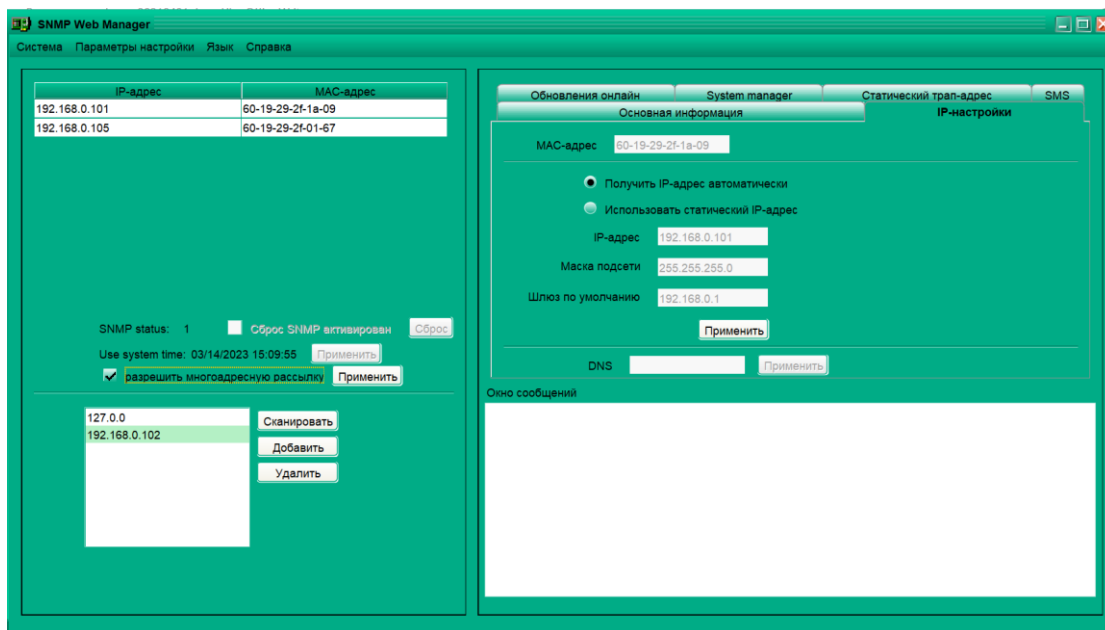 SNMP Web Manager
Система Параметры настройки Язык Справка
IP-адрес MAC-адрес
192.168.0.101 60-19-29-2f-1a-09
192.168.0.105 60-19-29-2f-01-67
SNMP status: 1 Сброс SNMP активирован Сброс
Use system time: 03/14/2023 15:09:55 Применить
разрешить многоадресную рассылку Применить
127.0.0
192.168.0.102
Сканировать
Добавить
Удалить
Обновления онлайн System manager Статический трап-адрес SMS
Основная информация IP-настройки
MAC-адрес 60-19-29-2f-1a-09
Получить IP-адрес автоматически
Использовать статический IP-адрес
IP-адрес 192.168.0.101
Маска подсети 255.255.255.0
Шлюз по умолчанию 192.168.0.1
Применить
DNS Применить
Окно сообщений